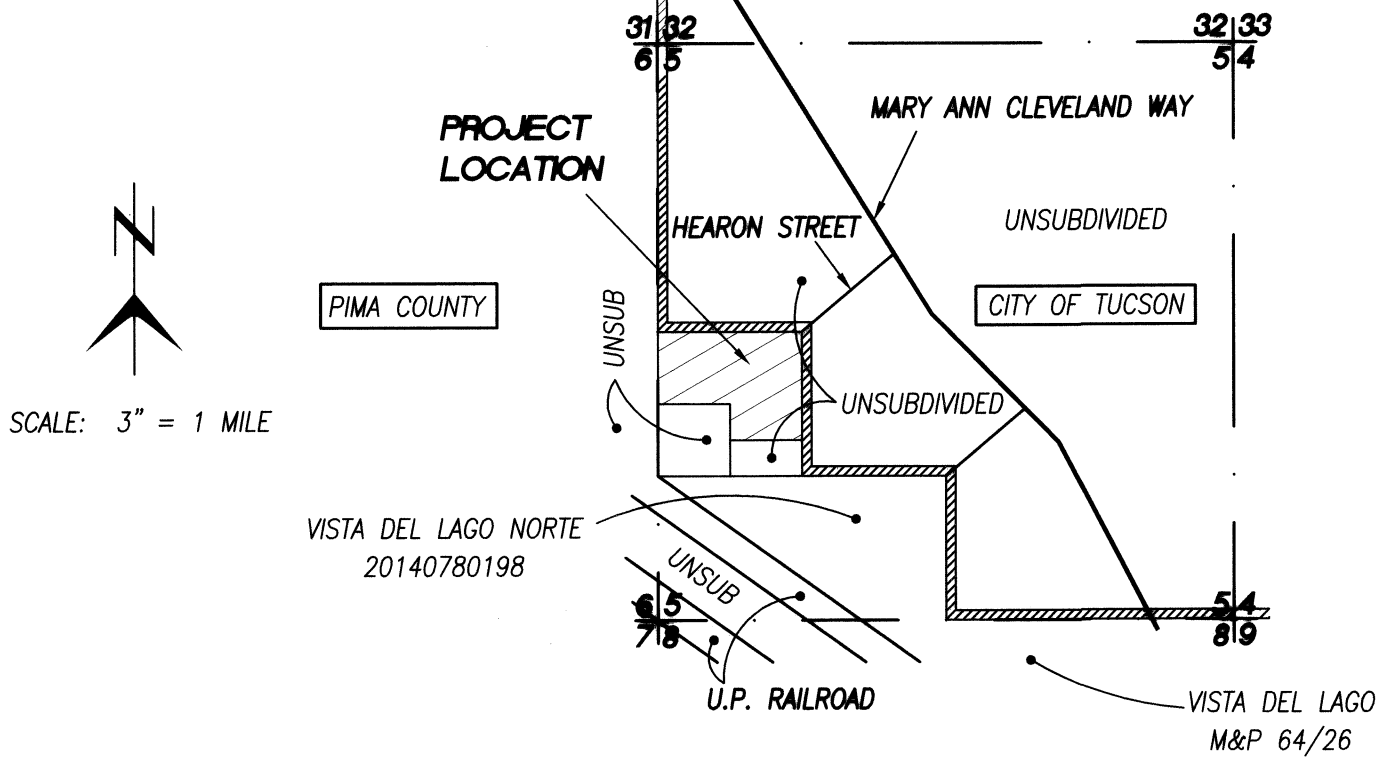 31 32
6 5
32 33
5 4
MARY ANN CLEVELAND WAY
PROJECT
LOCATION
N
UNSUBDIVIDED
HEARON STREET
PIMA COUNTY
UNSUB
CITY OF TUCSON
SCALE: 3" = 1 MILE
UNSUBDIVIDED
VISTA DEL LAGO NORTE
20140780198
UNSUB
6 5
7 8
5 4
8 9
U.P. RAILROAD
VISTA DEL LAGO
M&P 64/26